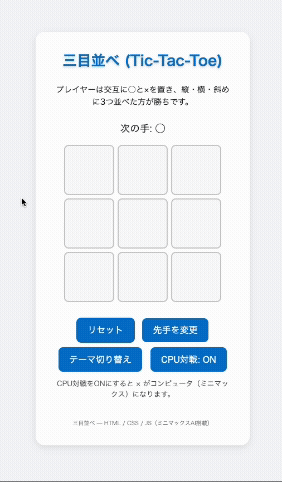 三目並べ (Tic-Tac-Toe)
プレイヤーは交互に○と×を置き、縦・横・斜め
に3つ並べた方が勝ちです。
次の手: ○
リセット
先手を変更
テーマ切り替え
CPU対戦: ON
CPU対戦をONにすると × がコンピュータ（ミニマッ
クス）になります。
三目並べ — HTML / CSS / JS（ミニマックスAI搭載）